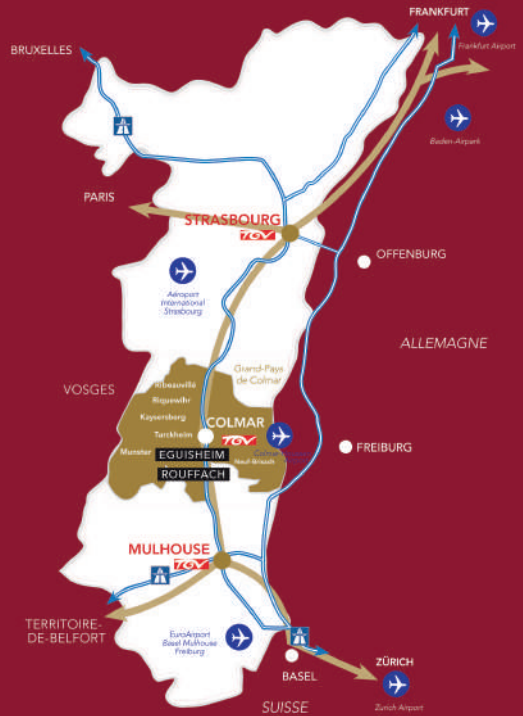 FRANKFURT
Frankfurt Airport
BRUXELLES
Baden-Airpark
PARIS
STRASBOURG
TGV
OFFENBURG
Aéroport
International
Strasbourg
ALLEMAGNE
Grand-Pays
de Colmar
VOSGES
Ribeauvillé
Riquewihr
Kaysersberg
COLMAR
TGV
Turckheim
Colmar
Munster
EGUISHEIM
Neuf-Brisach
FREIBURG
ROUFFACH
MULHOUSE
TGV
TERRITOIRE-
DE-BELFORT
EuroAirport
Basel Mulhouse
Freiburg
BASEL
ZÜRICH
Zurich Airport
SUISSE